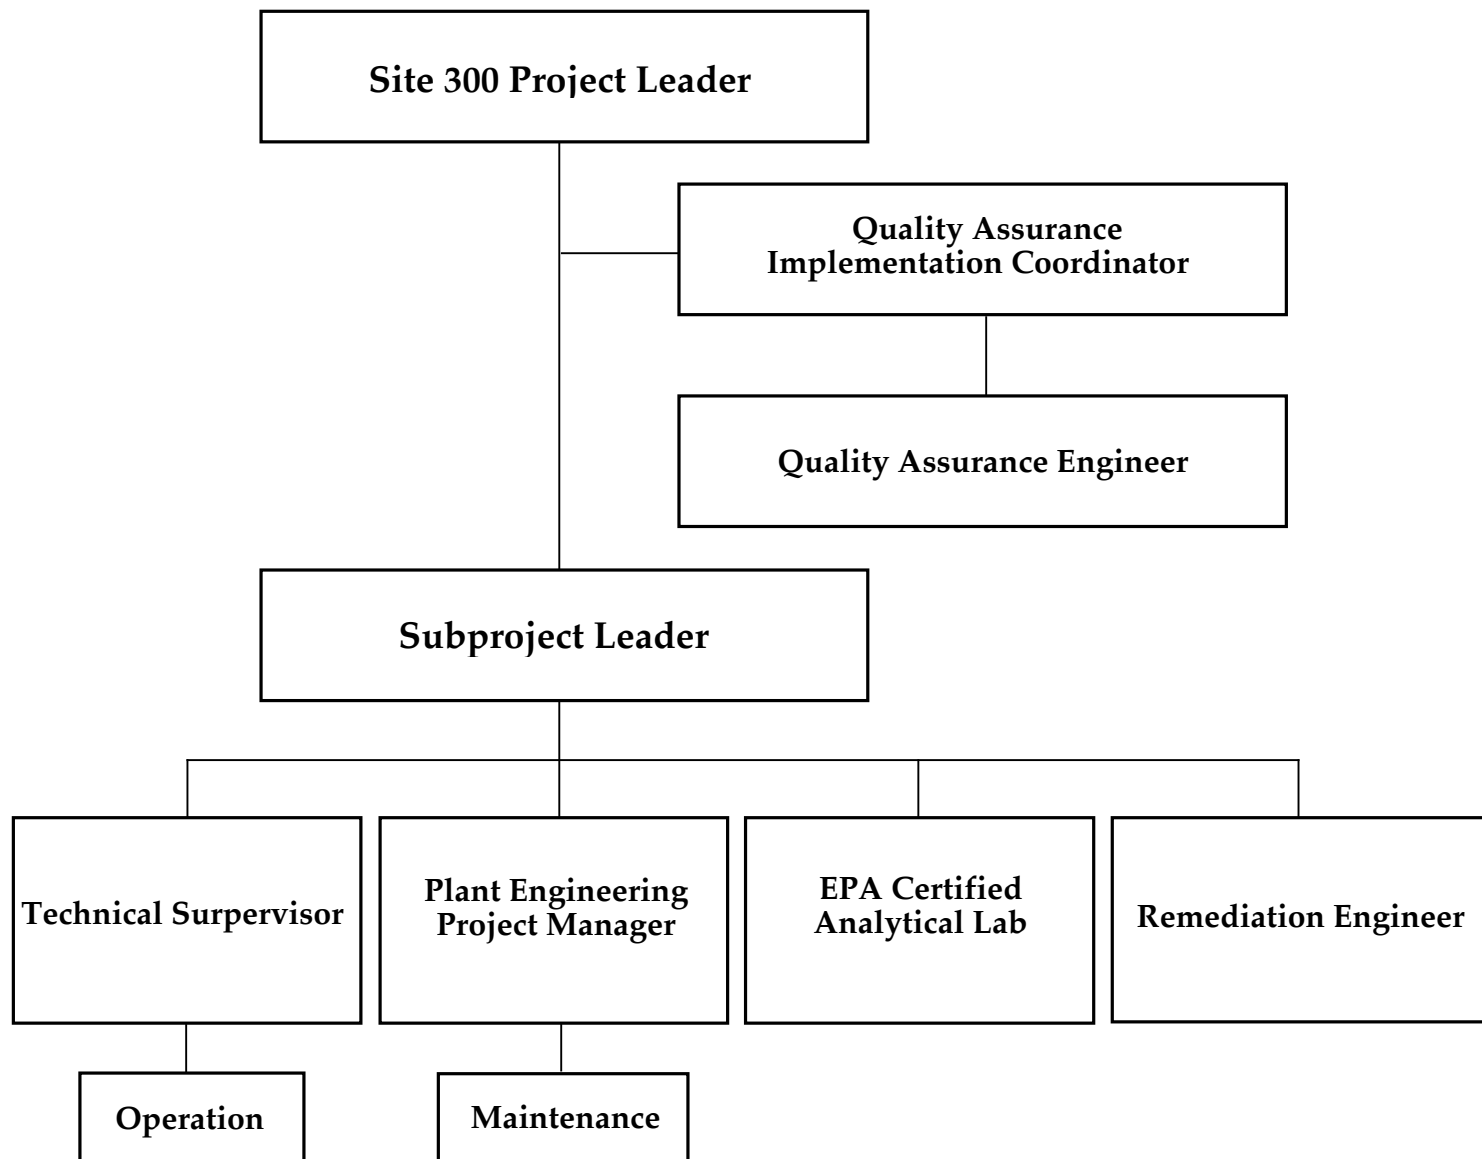 Site 300 Project Leader
Quality Assurance
Implementation Coordinator
Quality Assurance Engineer
Subproject Leader
Technical Surpervisor
Plant Engineering
Project Manager
EPA Certified
Analytical Lab
Remediation Engineer
Operation
Maintenance